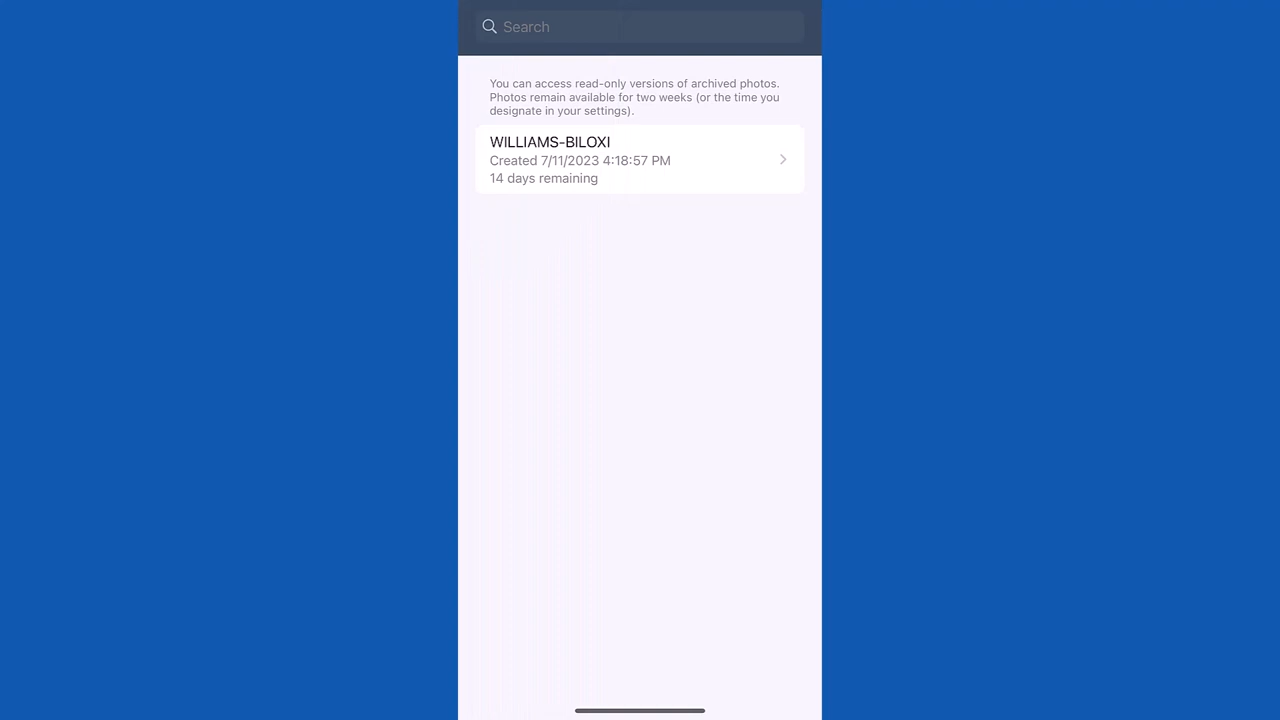 Search
You can access read-only versions of archived photos.
Photos remain available for two weeks (or the time you
designate in your settings).
WILLIAMS-BILOXI
Created 7/11/2023 4:18:57 PM
14 days remaining